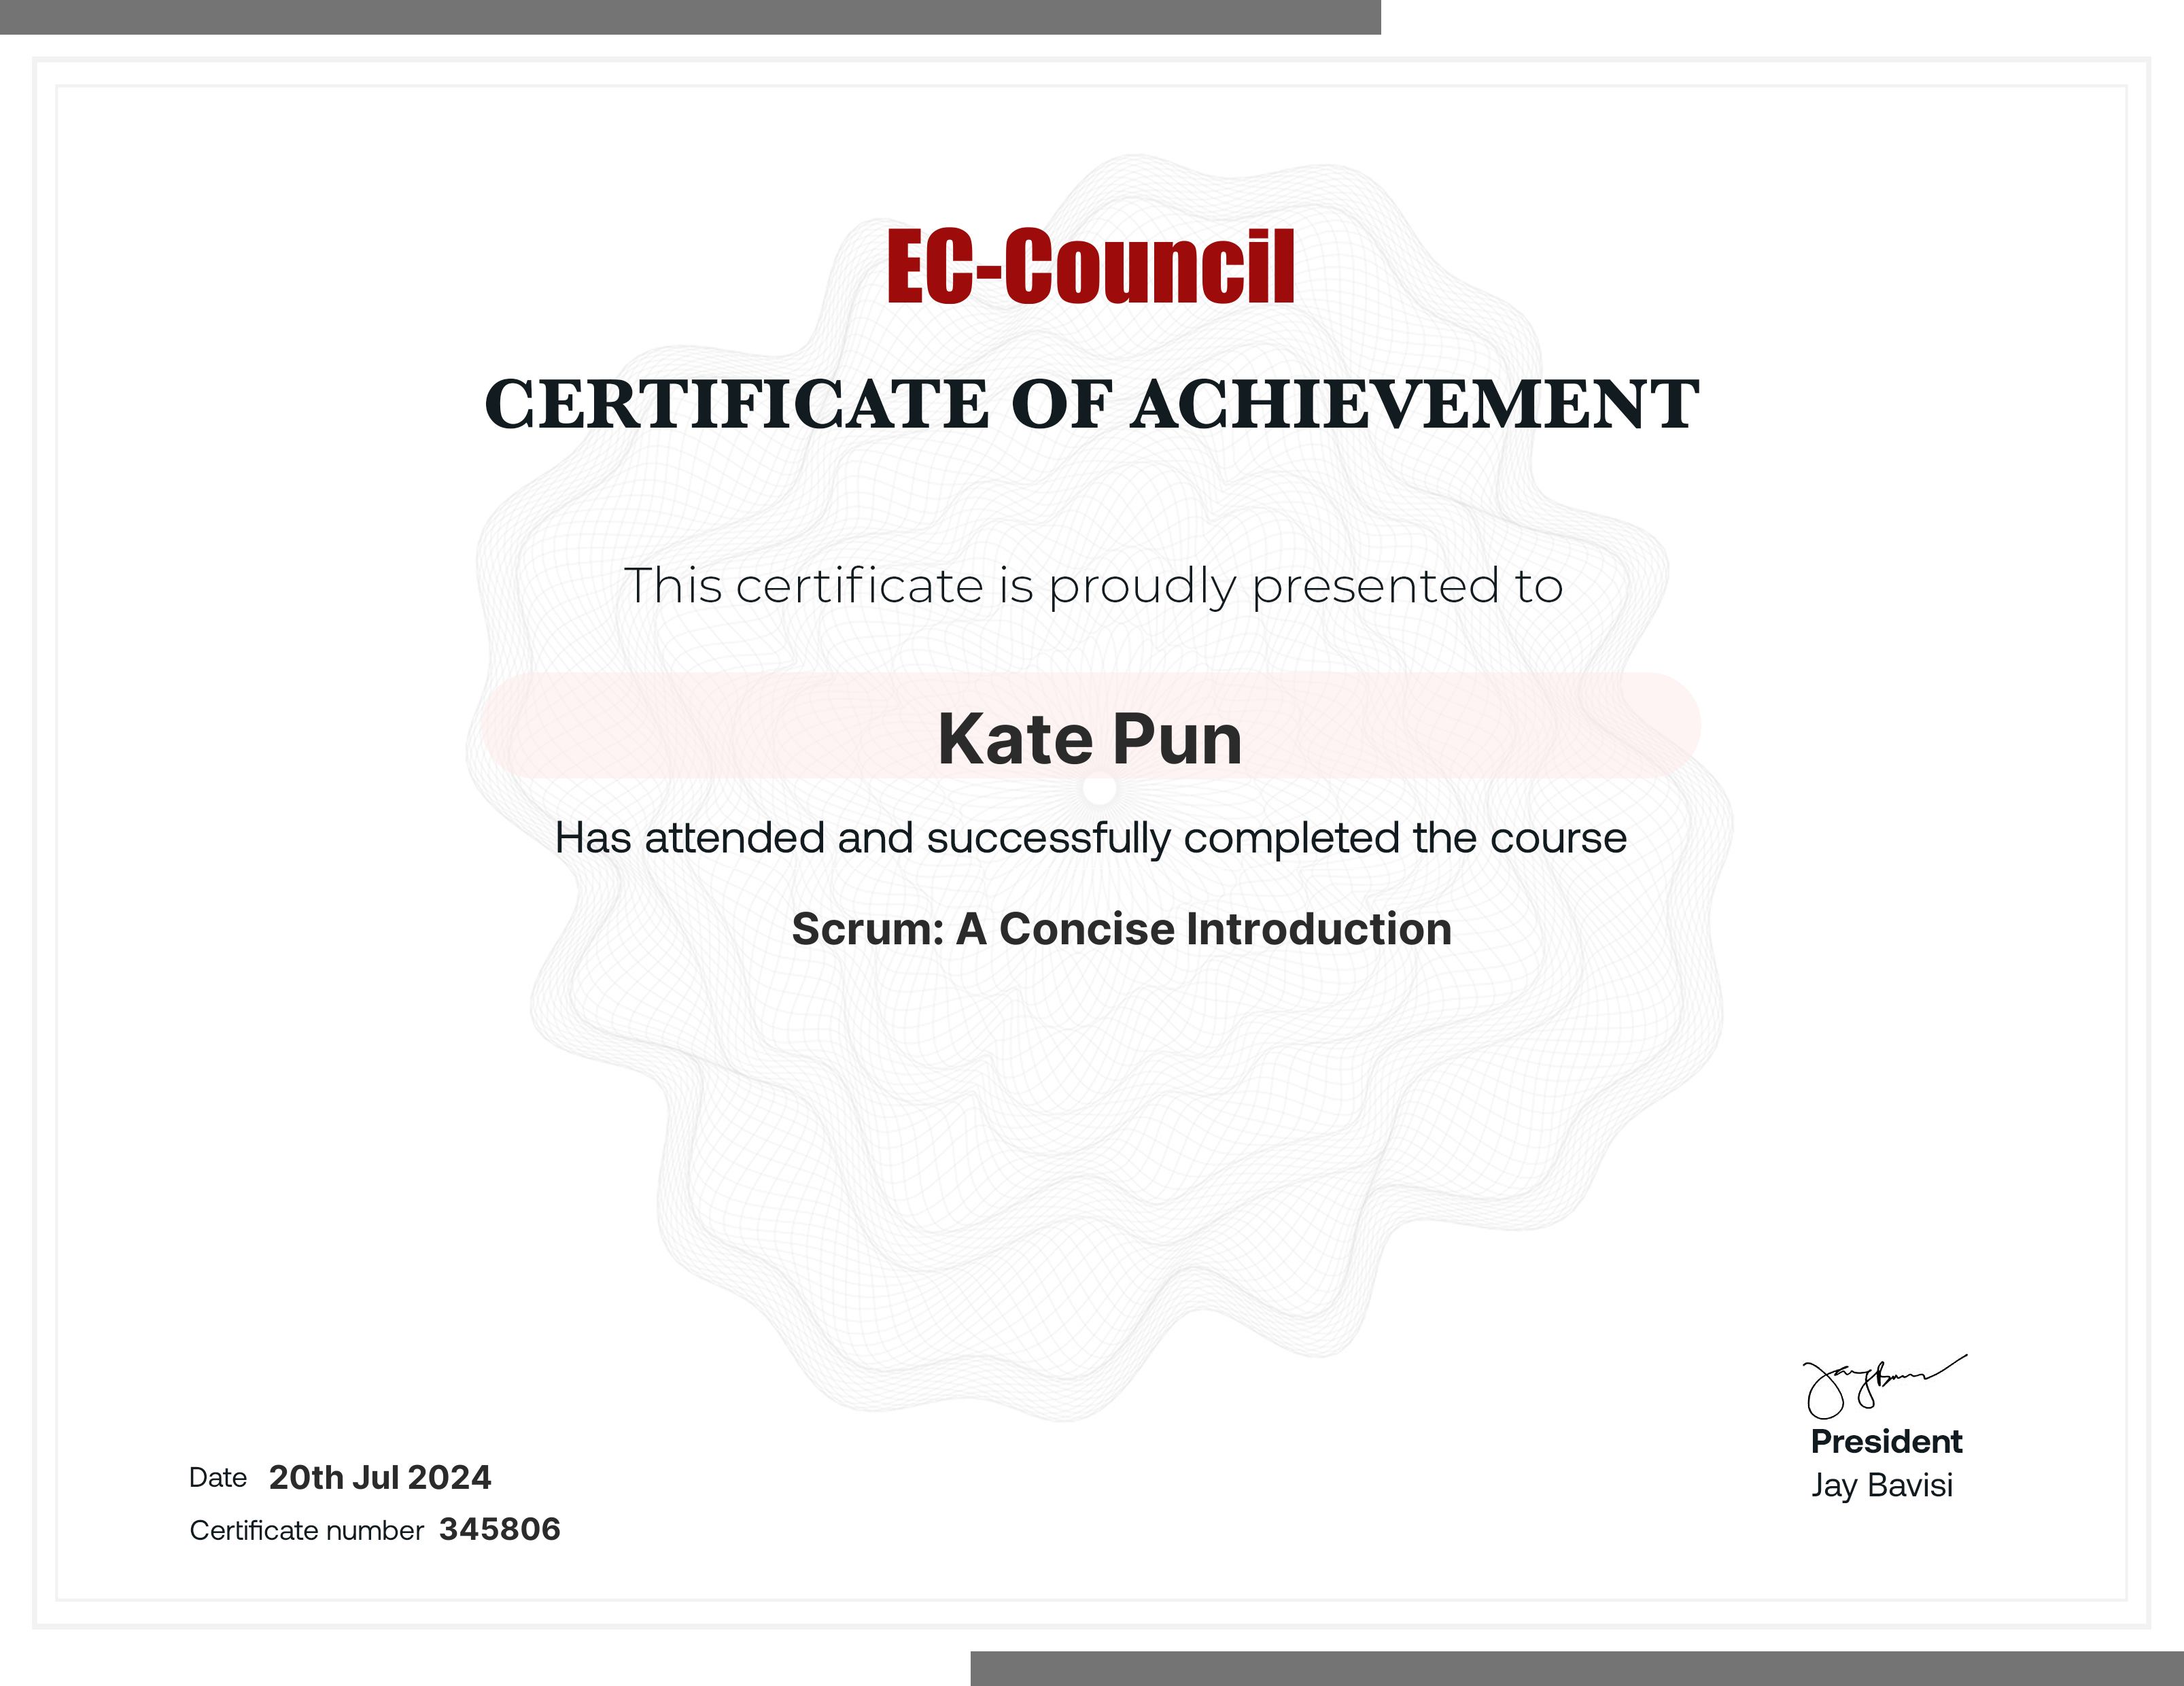 EC-Council
CERTIFICATE OF ACHIEVEMENT
This certificate is proudly presented to
Kate Pun
Has attended and successfully completed the course
Scrum: A Concise Introduction
President
Jay Bavisi
Date 20th Jul 2024
Certificate number 345806